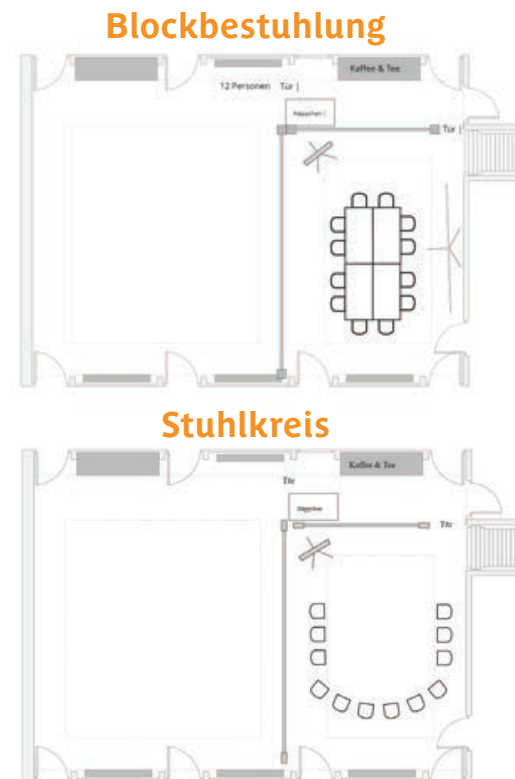 Blockbestuhlung
Kaffee & Tee
12 Personen Tür |
Tür |
Stuhlkreis
Kaffee & Tee
Tür
Tür